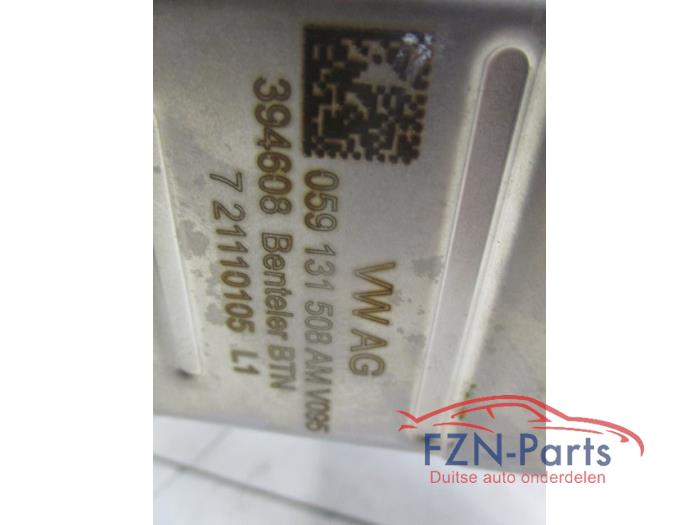 VW AG
059 131 508 AM V095
394608 Benteler BTN
7 21110105 L1
FZN-Parts
Duitse auto onderdelen